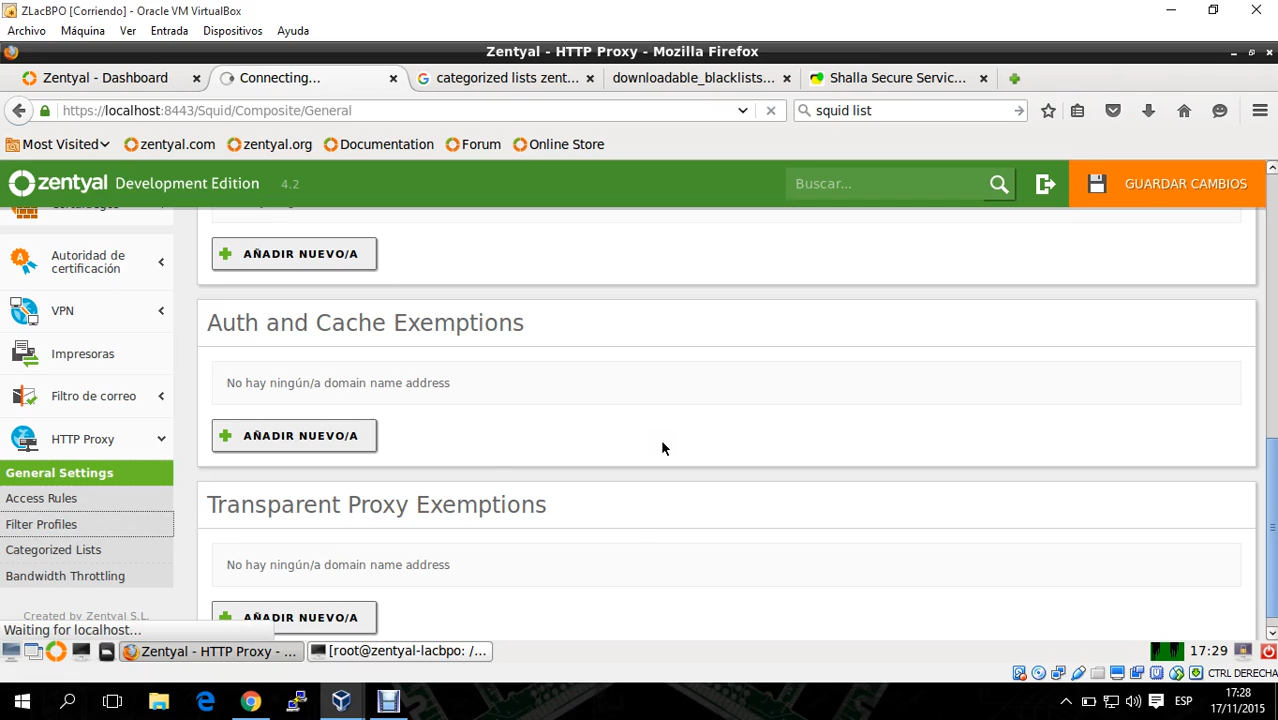 ZLacBPO [Corriendo] - Oracle VM VirtualBox
Archivo Máquina Ver Entrada Dispositivos Ayuda
Zentyal - HTTP Proxy - Mozilla Firefox
Zentyal - Dashboard
Connecting...
categorized lists zent...
downloadable_blacklists...
Shalla Secure Servic...
https://localhost:8443/Squid/Composite/General
squid list
Most Visited
zentyal.com
zentyal.org
Documentation
Forum
Online Store
zentyal Development Edition 4.2
Buscar...
GUARDAR CAMBIOS
AÑADIR NUEVO/A
Autoridad de
certificación
VPN
Impresoras
Filtro de correo
HTTP Proxy
General Settings
Access Rules
Filter Profiles
Categorized Lists
Bandwidth Throttling
Created by Zentyal S.L.
Auth and Cache Exemptions
No hay ningún/a domain name address
AÑADIR NUEVO/A
Transparent Proxy Exemptions
No hay ningún/a domain name address
AÑADIR NUEVO/A
Waiting for localhost...
Zentyal - HTTP Proxy - ...
[root@zentyal-lacbpo: /...
17:29
CTRL DERECHA
ESP
17:28
17/11/2015